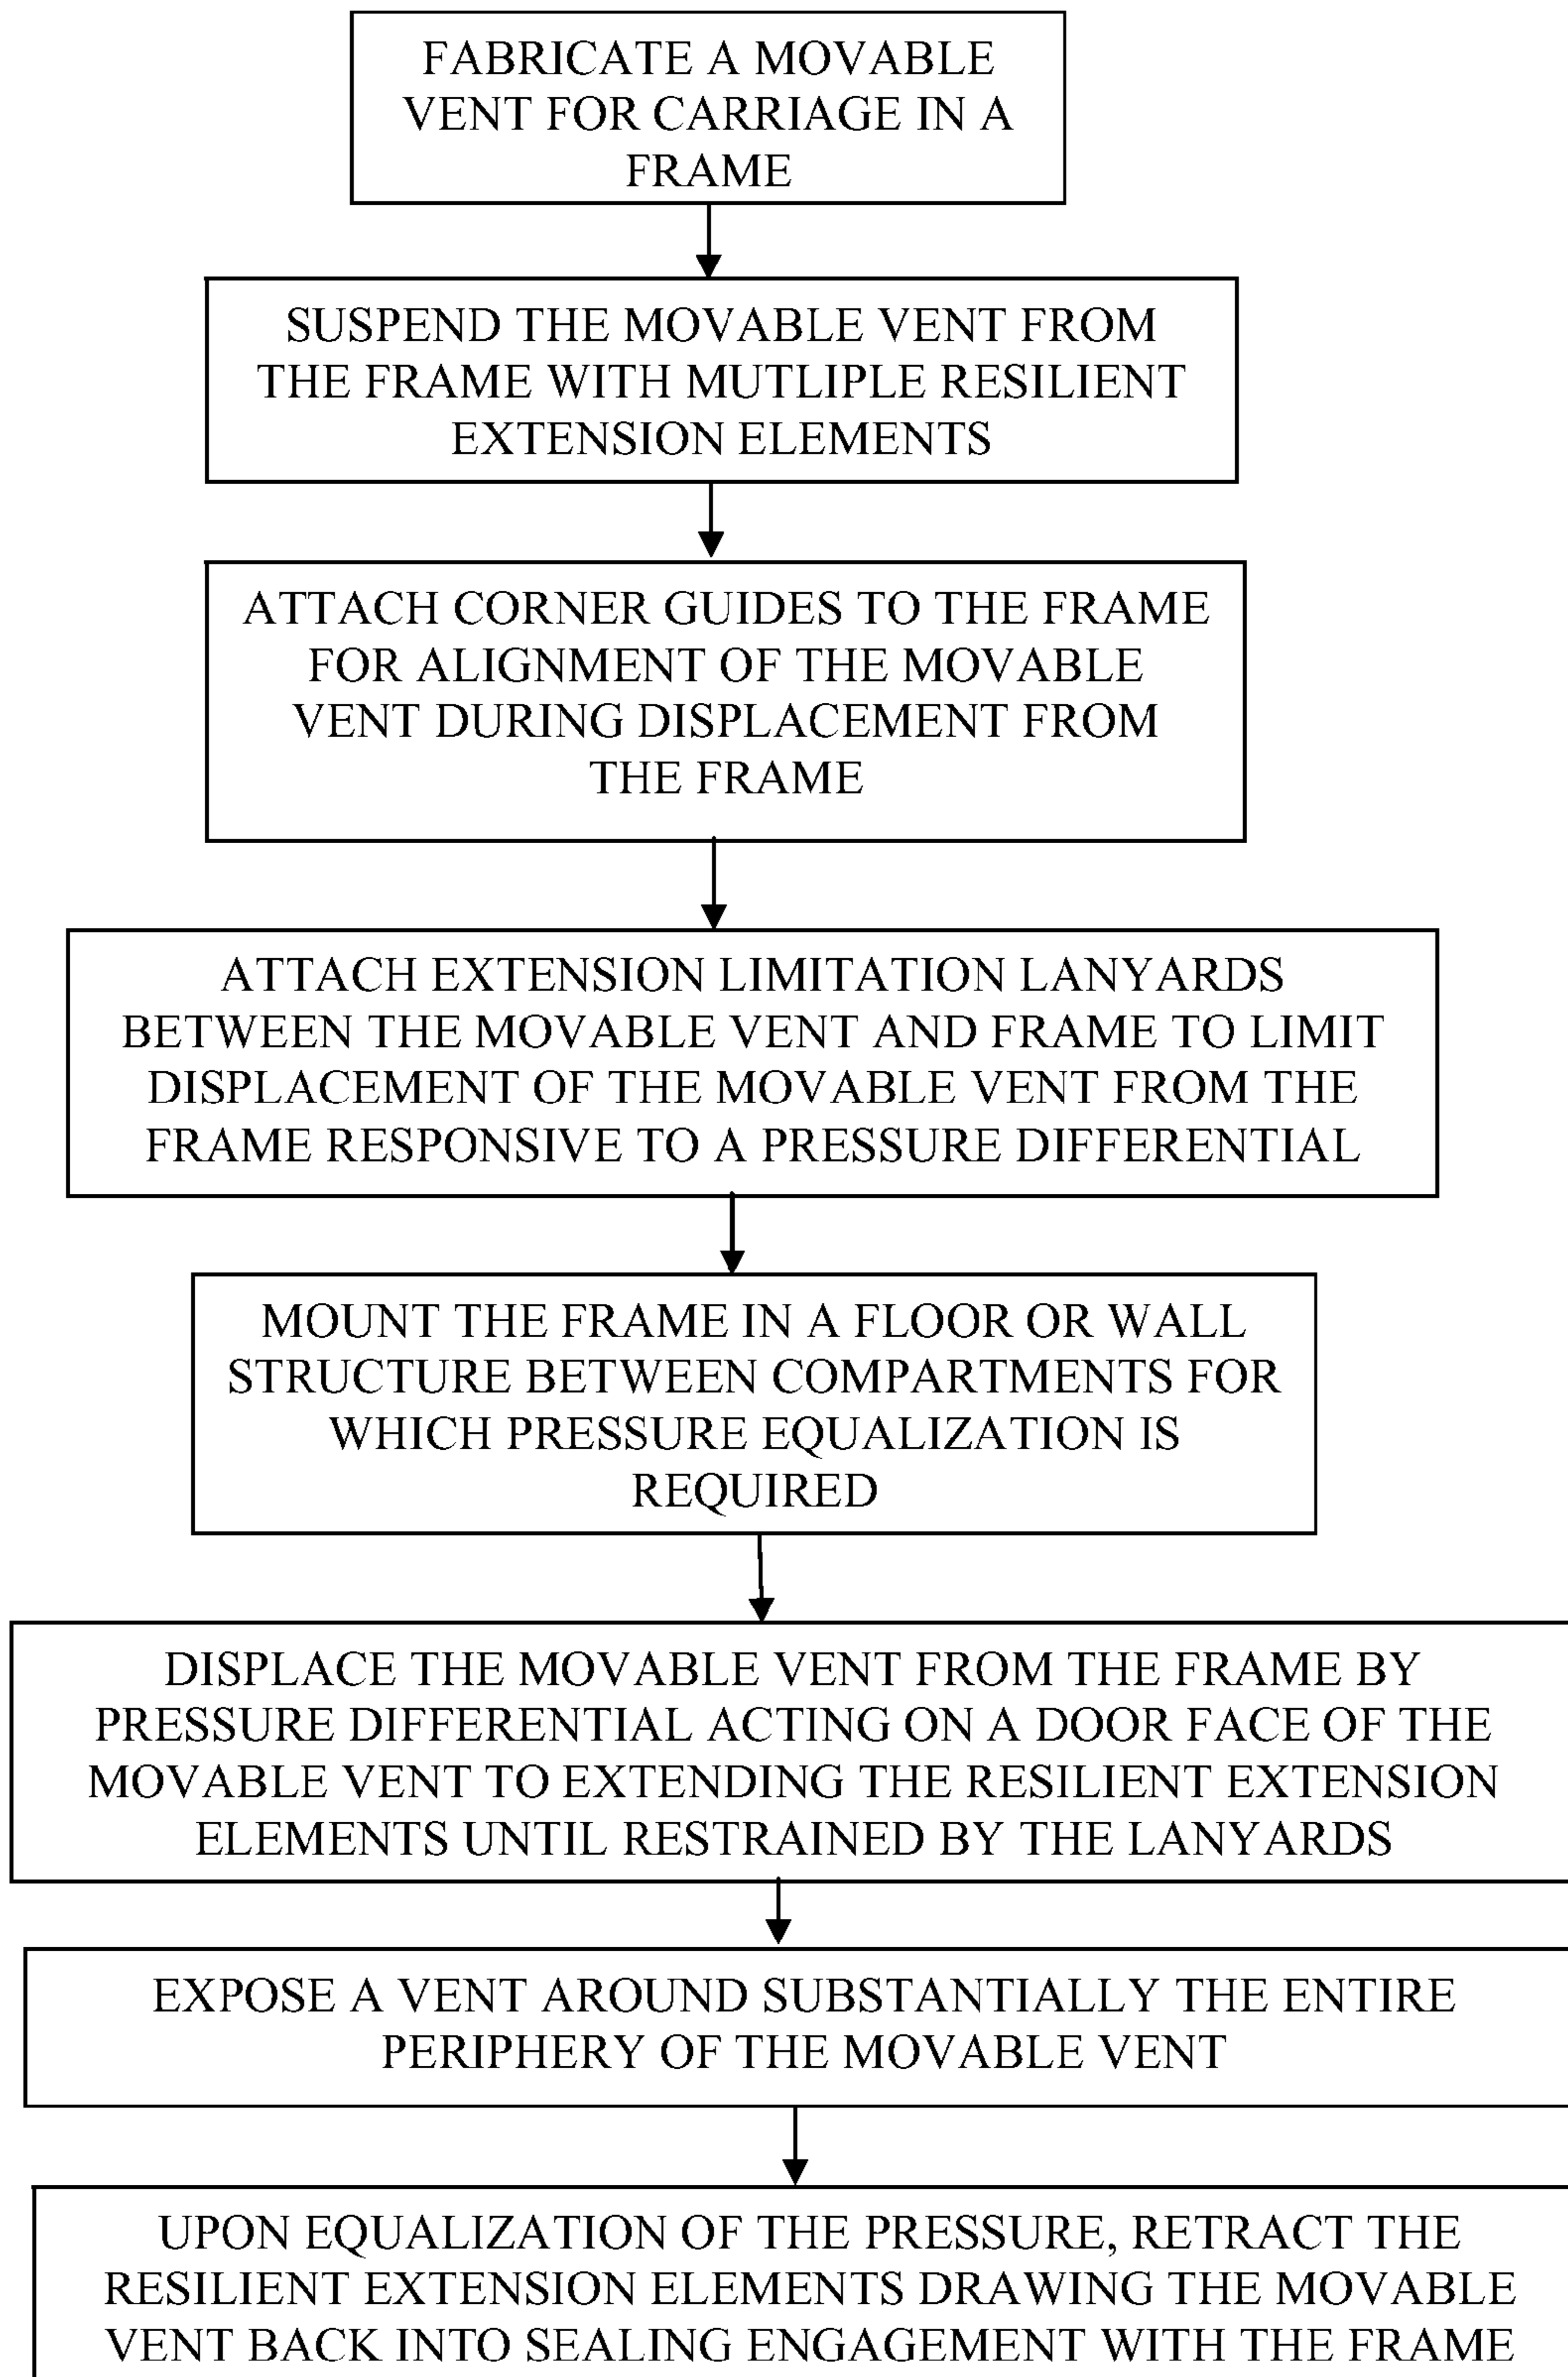 FABRICATE A MOVABLE
VENT FOR CARRIAGE IN A
FRAME
SUSPEND THE MOVABLE VENT FROM
THE FRAME WITH MUTLIPLE RESILIENT
EXTENSION ELEMENTS
ATTACH CORNER GUIDES TO THE FRAME
FOR ALIGNMENT OF THE MOVABLE
VENT DURING DISPLACEMENT FROM
THE FRAME
ATTACH EXTENSION LIMITATION LANYARDS
BETWEEN THE MOVABLE VENT AND FRAME TO LIMIT
DISPLACEMENT OF THE MOVABLE VENT FROM THE
FRAME RESPONSIVE TO A PRESSURE DIFFERENTIAL
MOUNT THE FRAME IN A FLOOR OR WALL
STRUCTURE BETWEEN COMPARTMENTS FOR
WHICH PRESSURE EQUALIZATION IS
REQUIRED
DISPLACE THE MOVABLE VENT FROM THE FRAME BY
PRESSURE DIFFERENTIAL ACTING ON A DOOR FACE OF THE
MOVABLE VENT TO EXTENDING THE RESILIENT EXTENSION
ELEMENTS UNTIL RESTRAINED BY THE LANYARDS
EXPOSE A VENT AROUND SUBSTANTIALLY THE ENTIRE
PERIPHERY OF THE MOVABLE VENT
UPON EQUALIZATION OF THE PRESSURE, RETRACT THE
RESILIENT EXTENSION ELEMENTS DRAWING THE MOVABLE
VENT BACK INTO SEALING ENGAGEMENT WITH THE FRAME